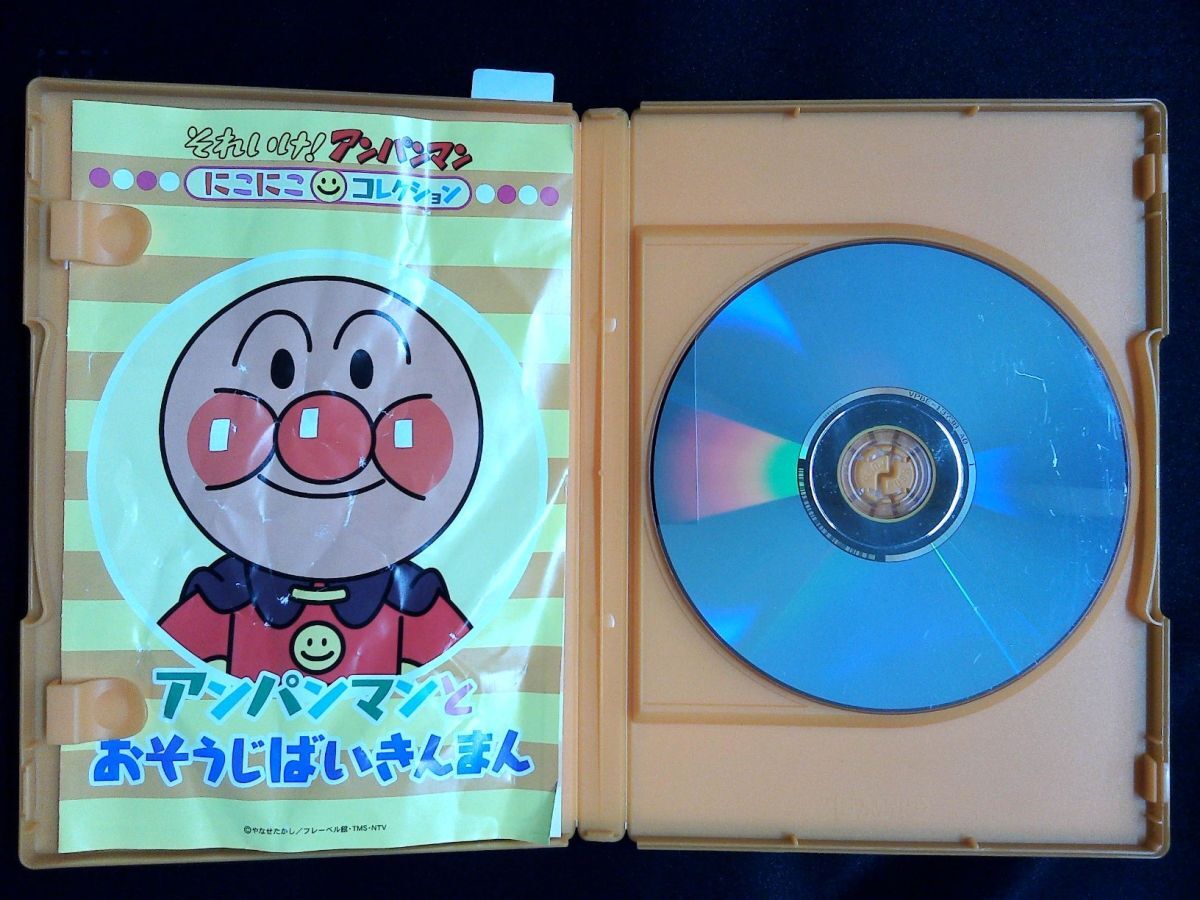 それいけ!アンパンマン
にこにこコレクション
アンパンマンと
おそうじばいきんまん
©やなせたかし/フレーベル館・TMS・NTV